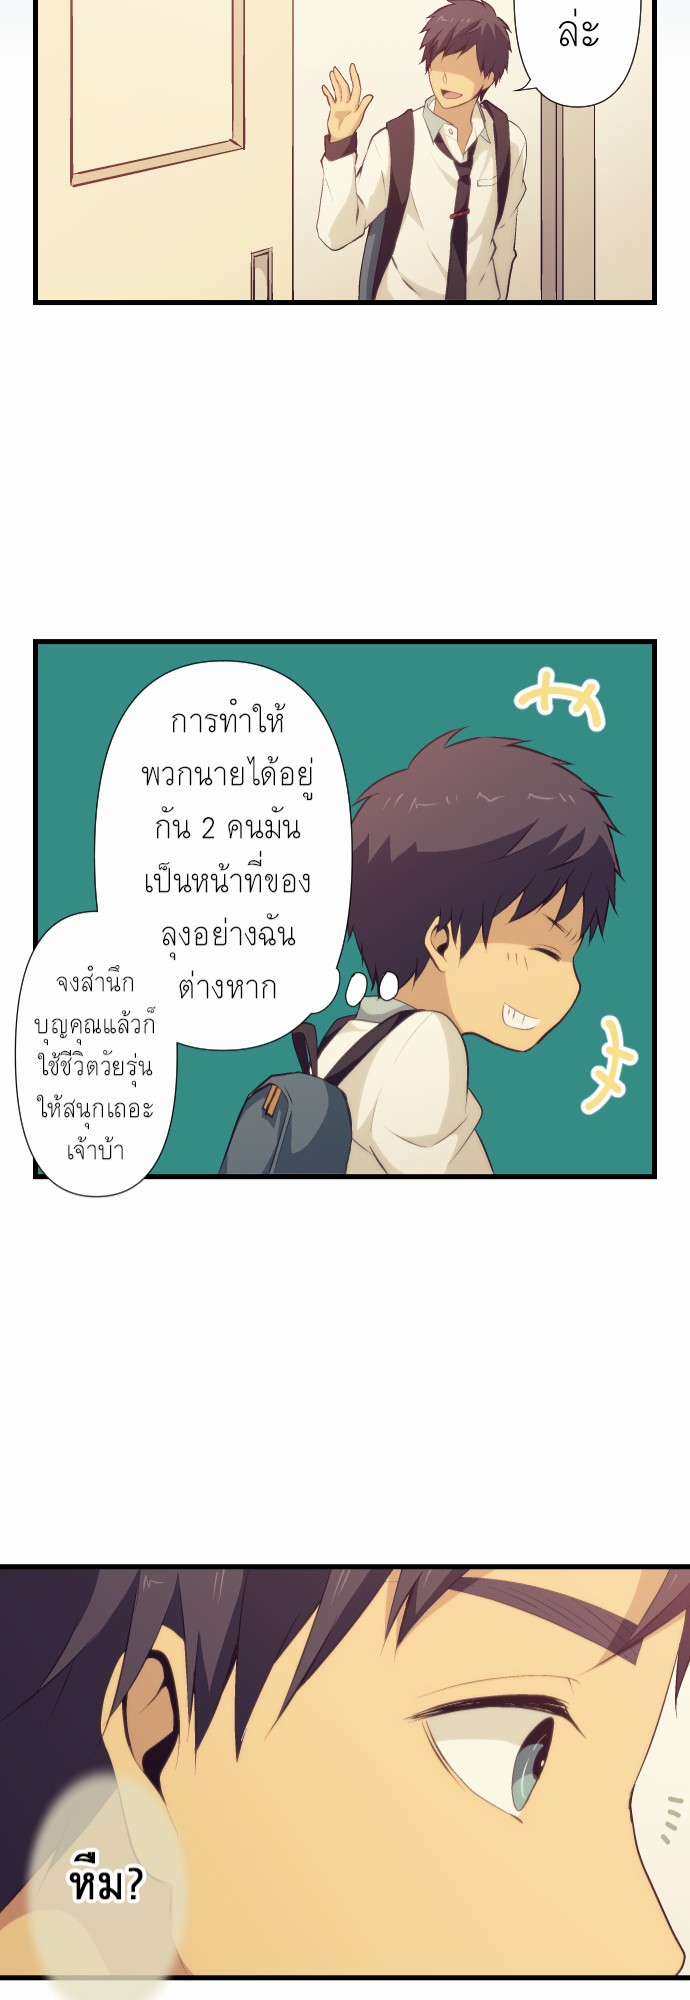 ล่ะ
การทำให้
พวกนายได้อยู่
กัน 2 คนมัน
เป็นหน้าที่ของ
ลุงอย่างฉัน
ต่างหาก
จงสำนึก
บุญคุณแล้วก็
ใช้ชีวิตวัยรุ่น
ให้สนุกเถอะ
เจ้าบ้า
หืม?